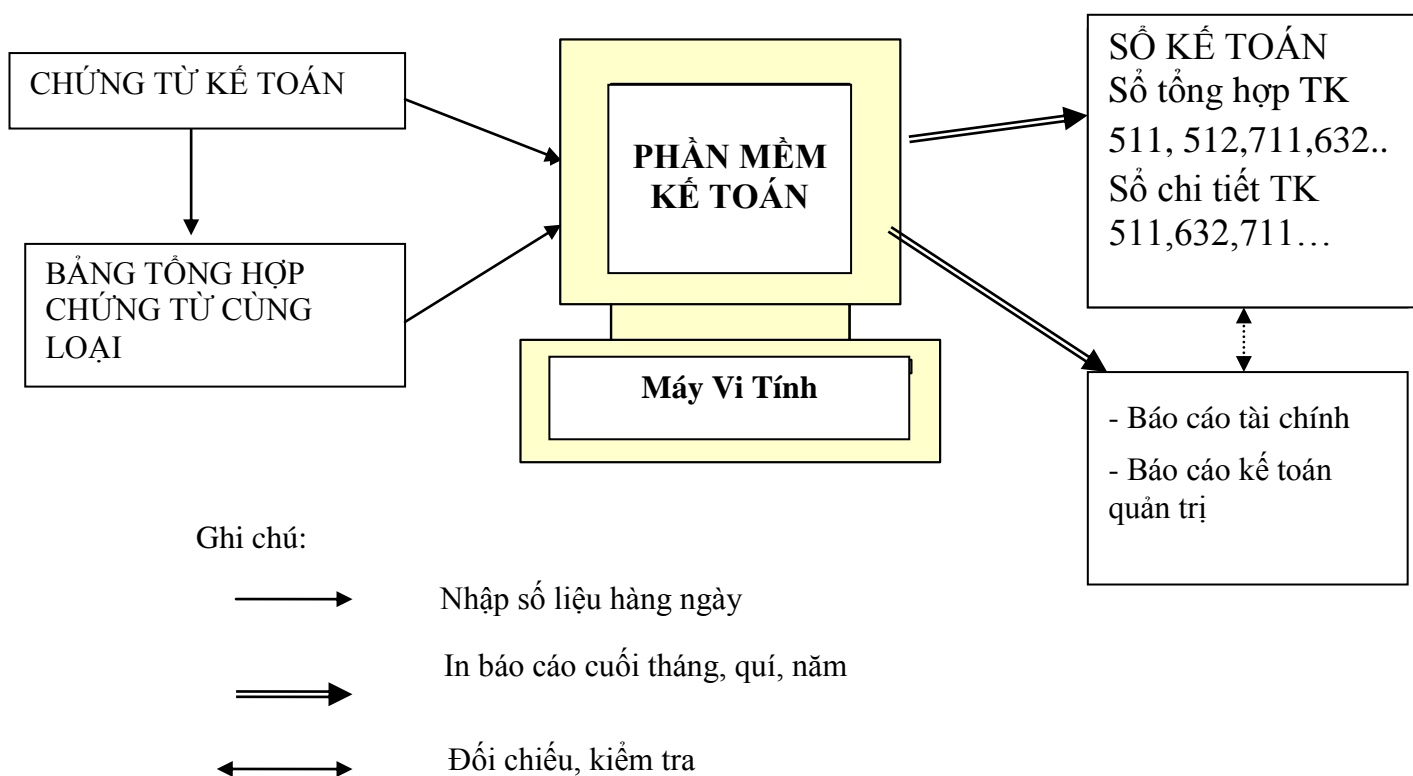 CHỨNG TỪ KẾ TOÁN
BẢNG TỔNG HỢP
CHỨNG TỪ CÙNG
LOẠI
PHẦN MỀM
KẾ TOÁN
Máy Vi Tính
SỔ KẾ TOÁN
Sổ tổng hợp TK
511, 512,711,632..
Sổ chi tiết TK
511,632,711…
- Báo cáo tài chính
- Báo cáo kế toán
quản trị
Ghi chú:
Nhập số liệu hàng ngày
In báo cáo cuối tháng, quí, năm
Đối chiếu, kiểm tra